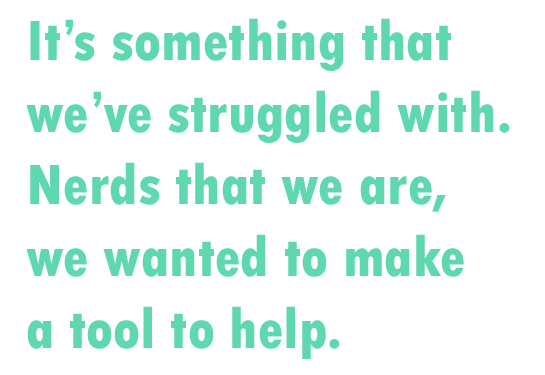 It’s something that
we’ve struggled with.
Nerds that we are,
we wanted to make
a tool to help.